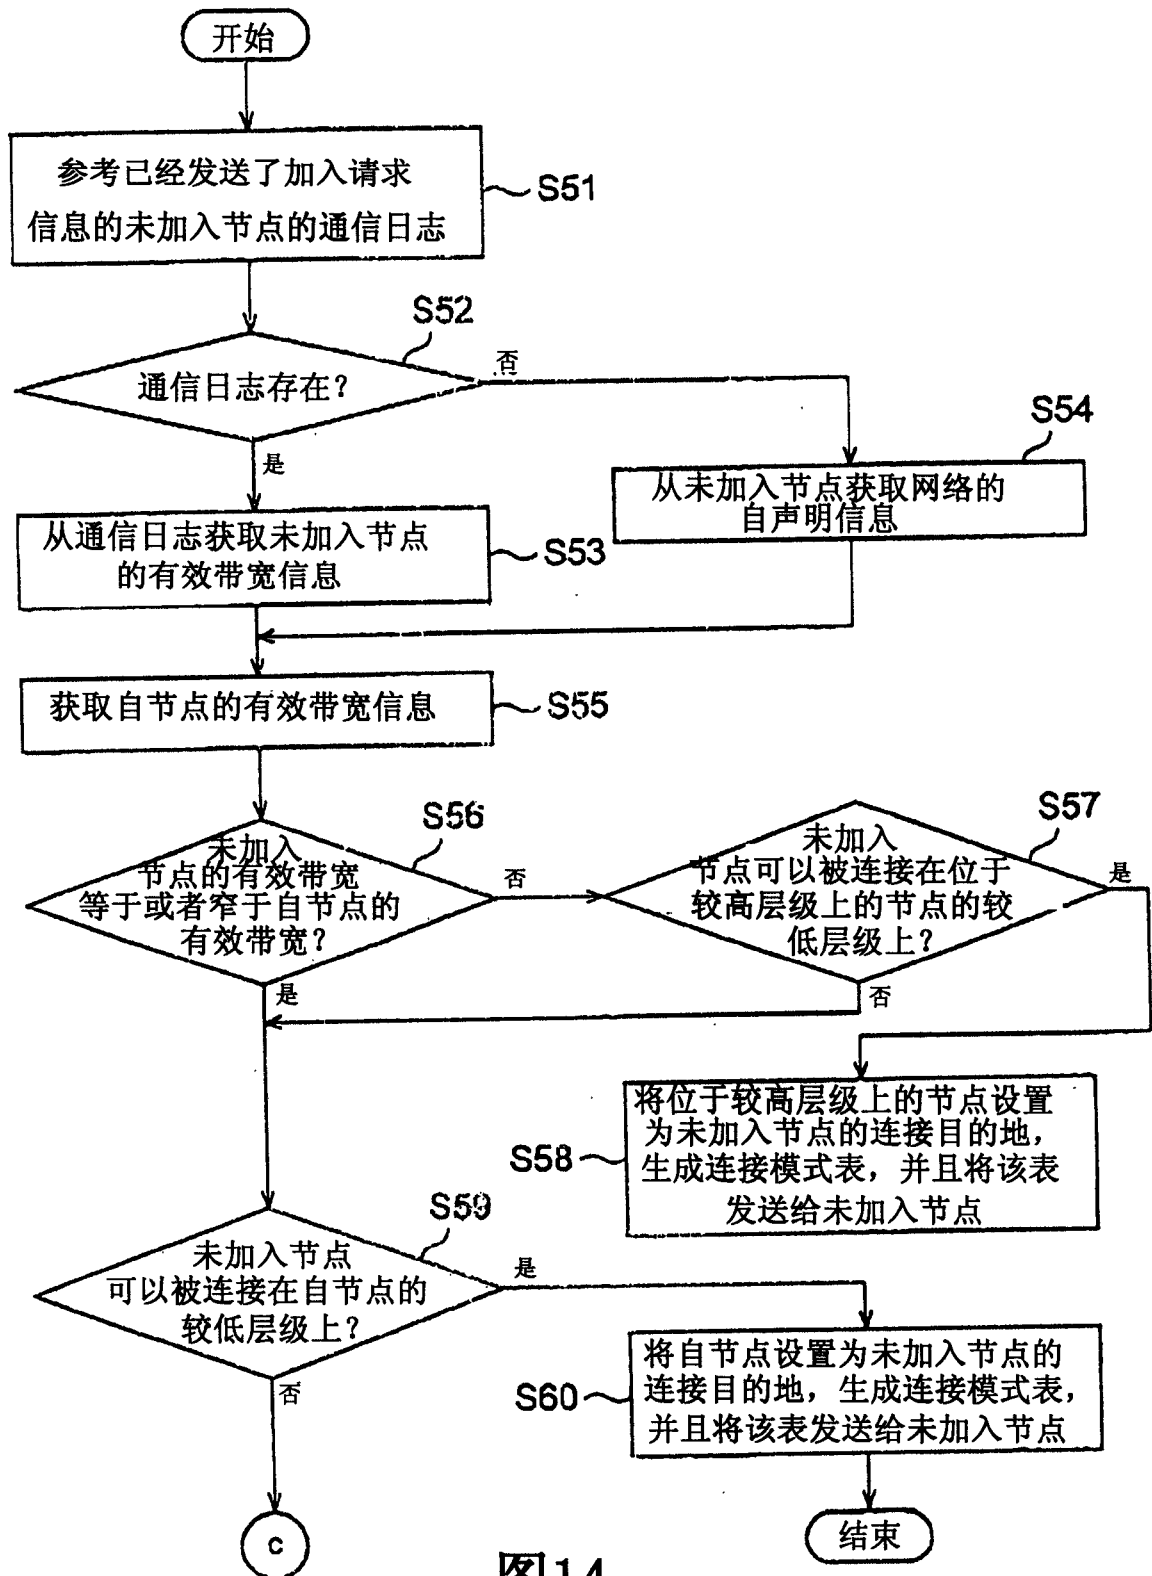 开始
参考已经发送了加入请求
信息的未加入节点的通信日志
S51
S52
通信日志存在？
否
是
S54
从未加入节点获取网络的
自声明信息
从通信日志获取未加入节点
的有效带宽信息
S53
获取自节点的有效带宽信息
S55
S56
未加入
节点的有效带宽
等于或者窄于自节点的
有效带宽？
否
是
S57
未加入
节点可以被连接在位于
较高层级上的节点的较
低层级上？
是
否
将位于较高层级上的节点设置
为未加入节点的连接目的地，
生成连接模式表，并且将该表
发送给未加入节点
S58
S59
未加入节点
可以被连接在自节点的
较低层级上？
是
否
将自节点设置为未加入节点的
连接目的地，生成连接模式表，
并且将该表发送给未加入节点
S60
C
结束
图14